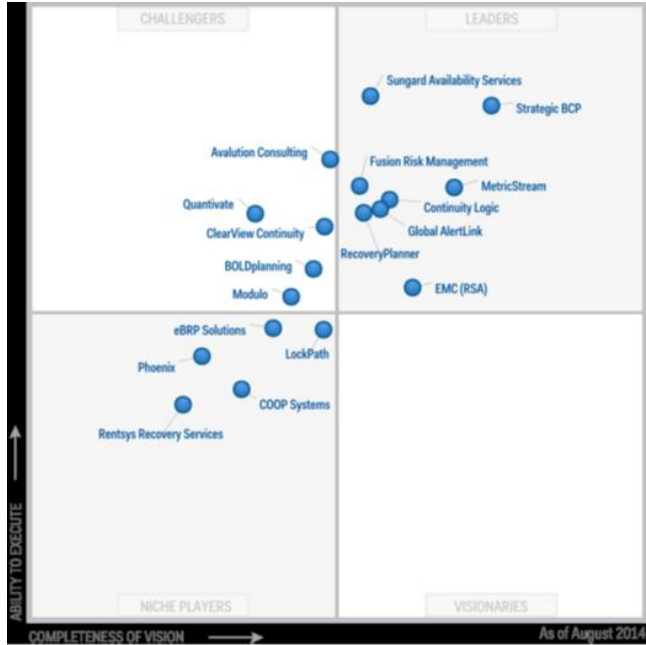 CHALLENGERS
LEADERS
Sungard Availability Services
Strategic BCP
Avalution Consulting
Fusion Risk Management
MetricStream
Quantivate
Continuity Logic
ClearView Continuity
Global AlertLink
RecoveryPlanner
BOLDplanning
Modulo
EMC (RSA)
eBRP Solutions
LockPath
Phoenix
COOP Systems
Rentsys Recovery Services
ABILITY TO EXECUTE
NICHE PLAYERS
VISIONARIES
COMPLETENESS OF VISION
As of August 2014